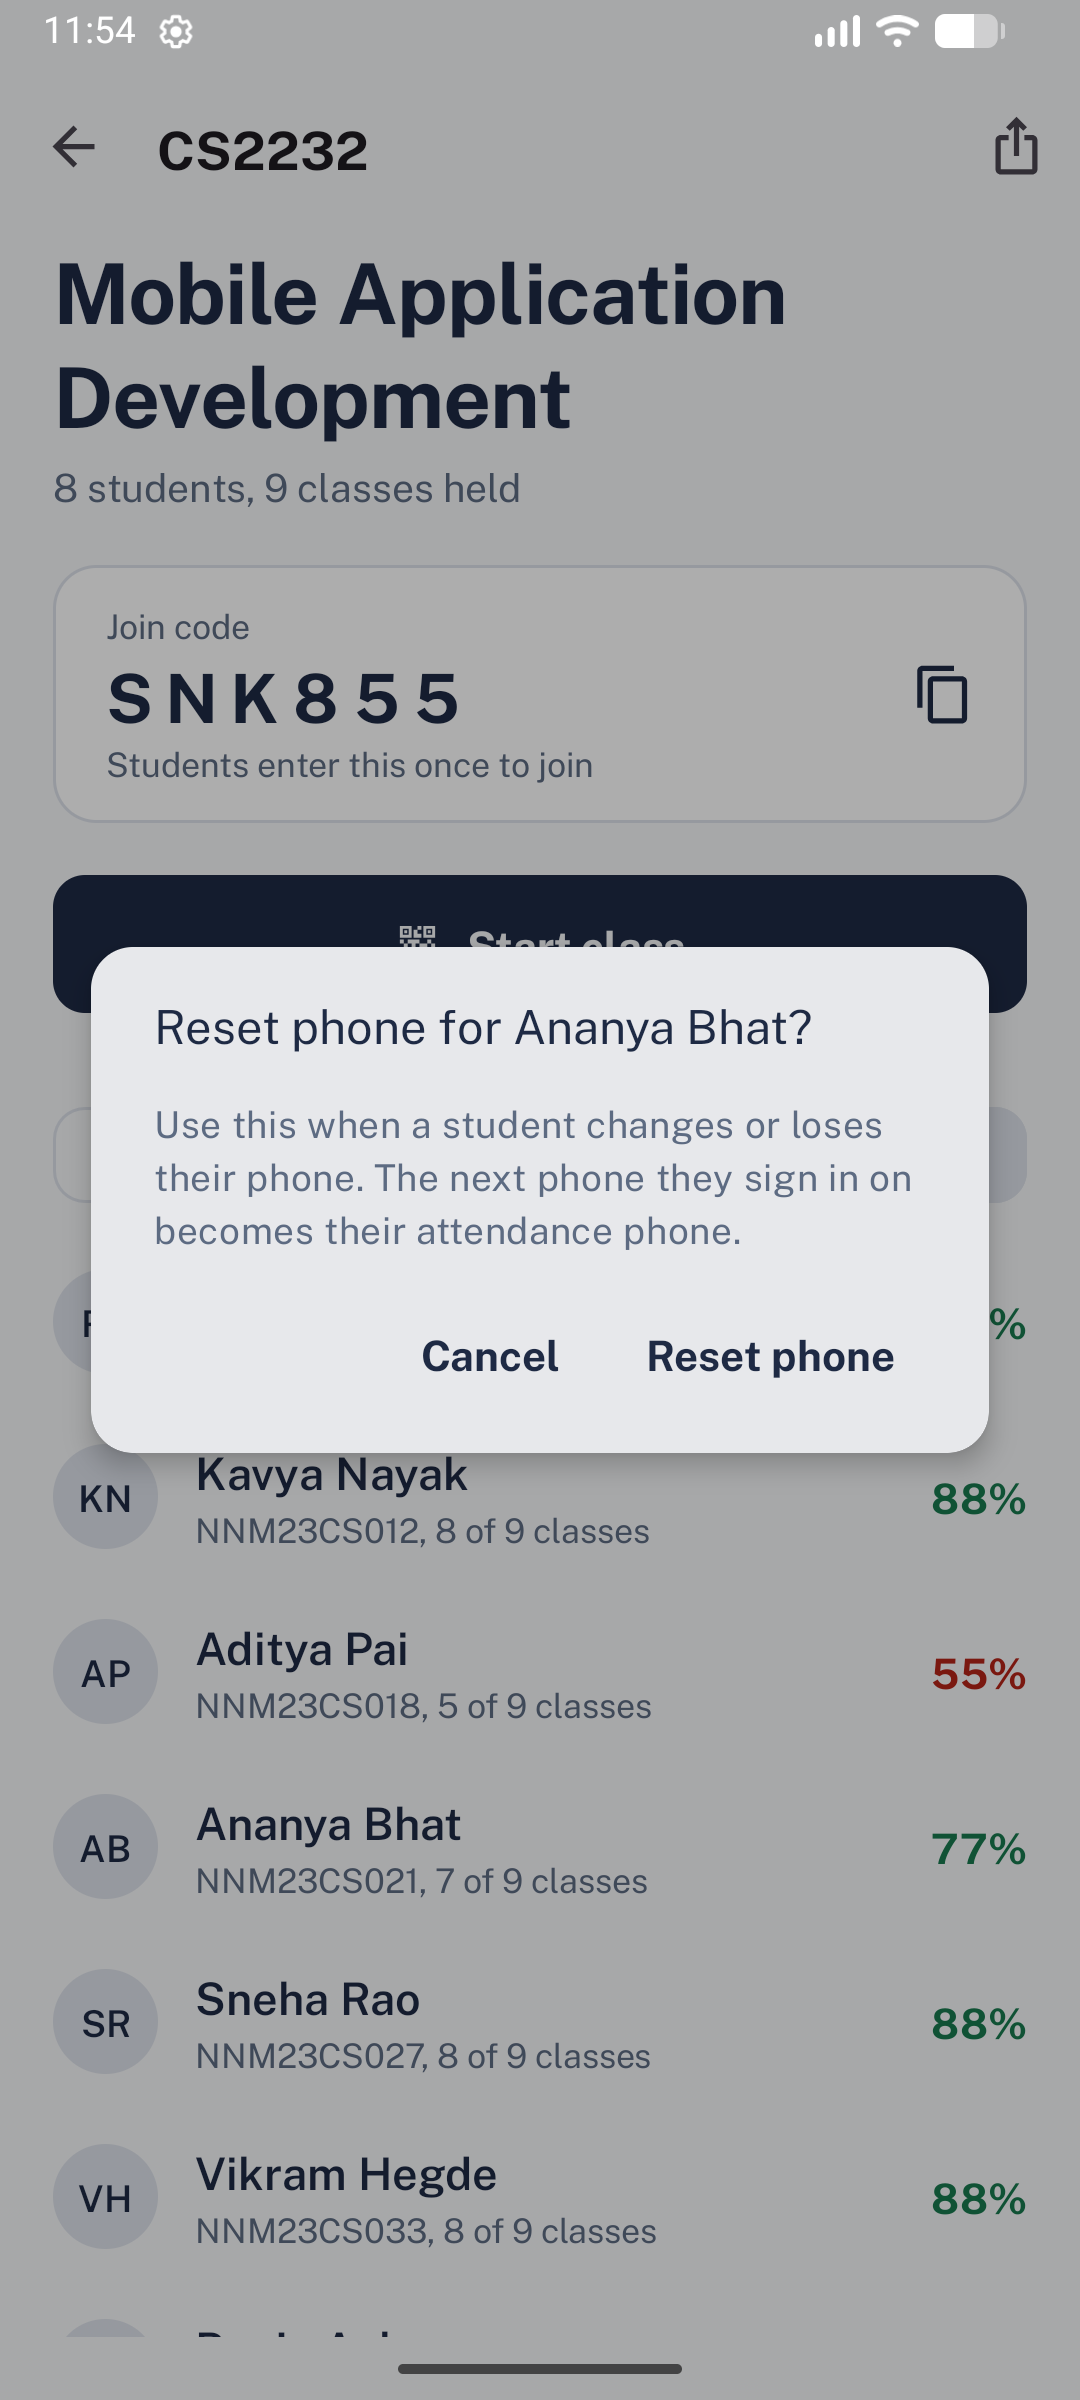 11:54
CS2232
Mobile Application
Development
8 students, 9 classes held
Join code
SNK855
Students enter this once to join
Start class
Reset phone for Ananya Bhat?
Use this when a student changes or loses
their phone. The next phone they sign in on
becomes their attendance phone.
Cancel
Reset phone
%
KN
Kavya Nayak
88%
NNM23CS012, 8 of 9 classes
AP
Aditya Pai
55%
NNM23CS018, 5 of 9 classes
AB
Ananya Bhat
77%
NNM23CS021, 7 of 9 classes
SR
Sneha Rao
88%
NNM23CS027, 8 of 9 classes
VH
Vikram Hegde
88%
NNM23CS033, 8 of 9 classes